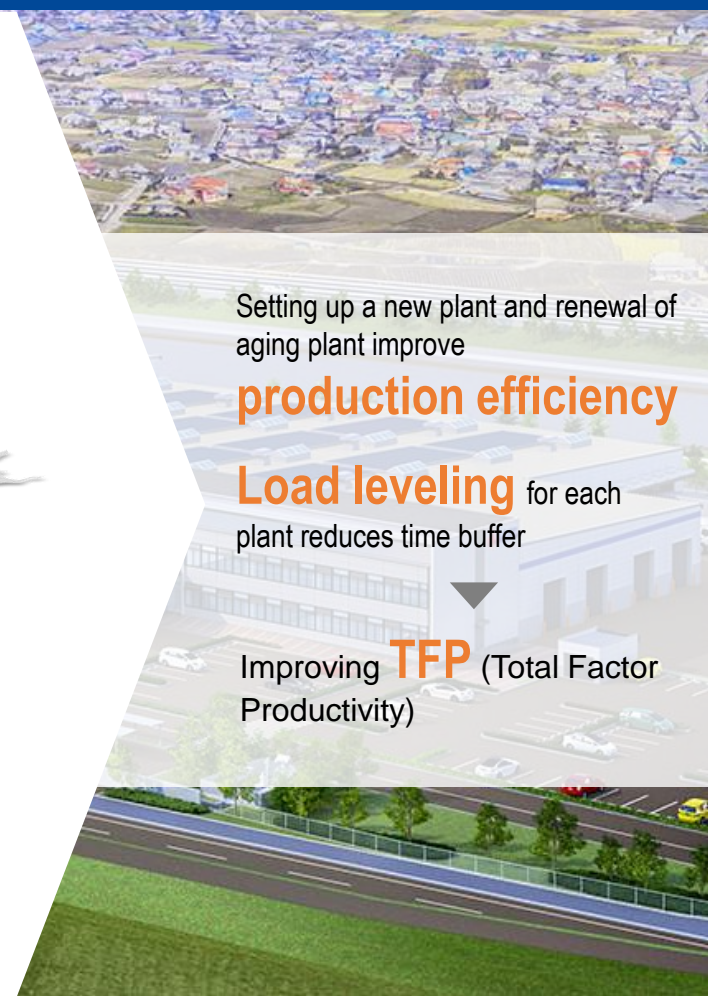 Setting up a new plant and renewal of
aging plant improve
production efficiency
Load leveling for each
plant reduces time buffer
Improving TFP (Total Factor
Productivity)